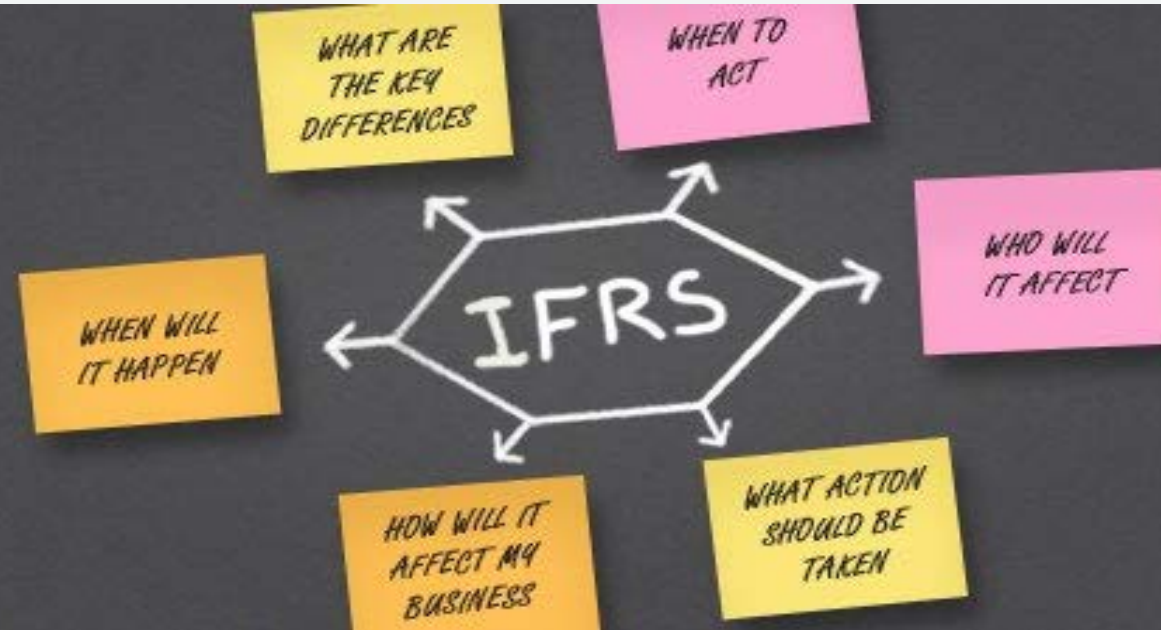 WHAT ARE
THE KEY
DIFFERENCES
WHEN TO
ACT
WHO WILL
IT AFFECT
IFRS
WHEN WILL
IT HAPPEN
HOW WILL IT
AFFECT MY
BUSINESS
WHAT ACTION
SHOULD BE
TAKEN